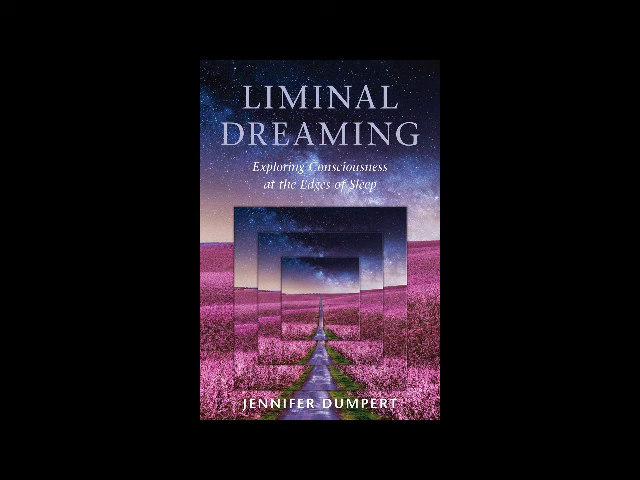 LIMINAL
DREAMING
Exploring Consciousness
at the Edges of Sleep
JENNIFER DUMPERT